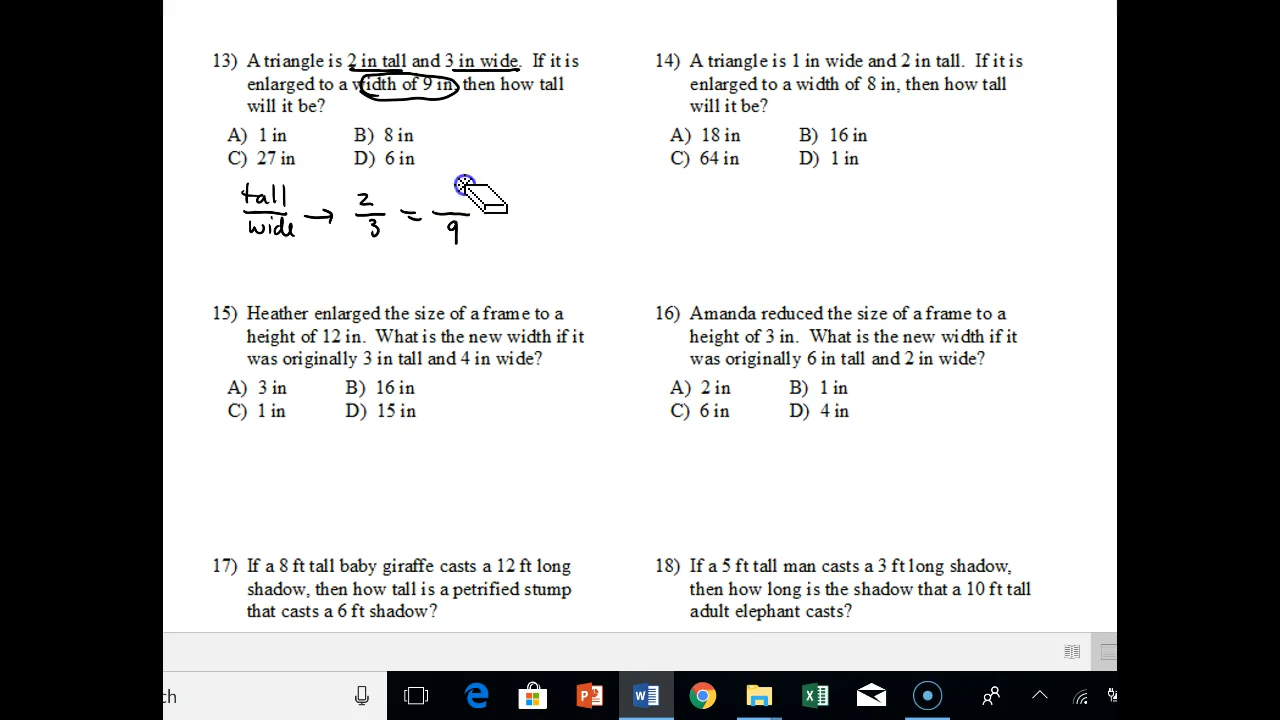 13) A triangle is 2 in tall and 3 in wide. If it is
enlarged to a width of 9 in, then how tall
will it be?
A) 1 in B) 8 in
C) 27 in D) 6 in
tall
wide → 2/3 = /9
14) A triangle is 1 in wide and 2 in tall. If it is
enlarged to a width of 8 in, then how tall
will it be?
A) 18 in B) 16 in
C) 64 in D) 1 in
15) Heather enlarged the size of a frame to a
height of 12 in. What is the new width if it
was originally 3 in tall and 4 in wide?
A) 3 in B) 16 in
C) 1 in D) 15 in
16) Amanda reduced the size of a frame to a
height of 3 in. What is the new width if it
was originally 6 in tall and 2 in wide?
A) 2 in B) 1 in
C) 6 in D) 4 in
17) If a 8 ft tall baby giraffe casts a 12 ft long
shadow, then how tall is a petrified stump
that casts a 6 ft shadow?
18) If a 5 ft tall man casts a 3 ft long shadow,
then how long is the shadow that a 10 ft tall
adult elephant casts?
ch